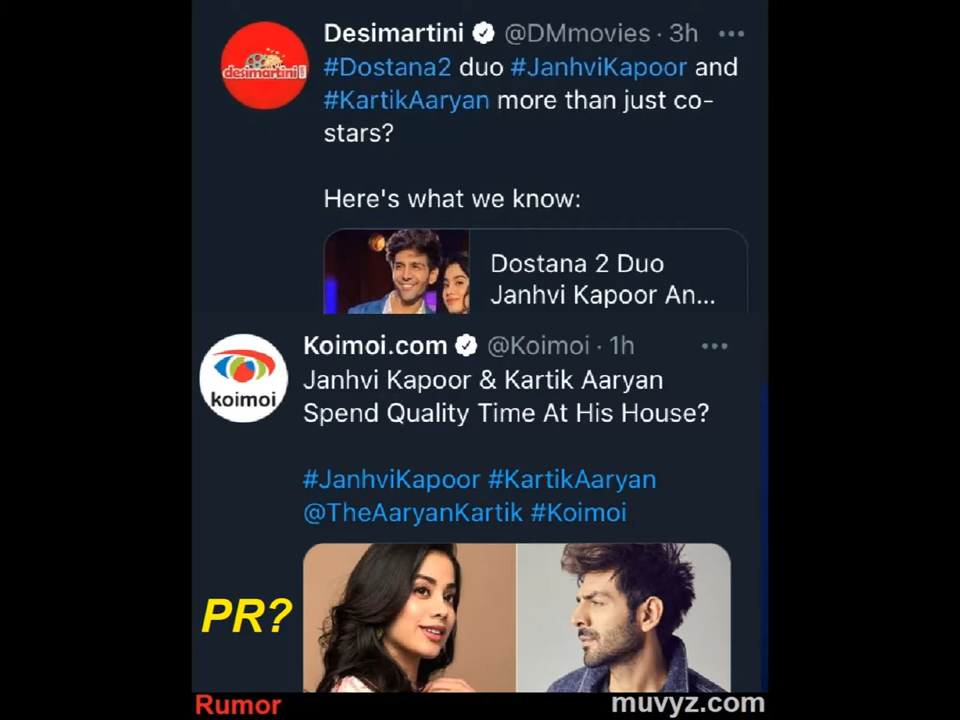 Desimartini @DMmovies · 3h
desimartini
#Dostana2 duo #JanhviKapoor and
#KartikAaryan more than just co-
stars?
Here's what we know:
Dostana 2 Duo
Janhvi Kapoor An...
Koimoi.com @Koimoi · 1h
koimoi
Janhvi Kapoor & Kartik Aaryan
Spend Quality Time At His House?
#JanhviKapoor #KartikAaryan
@TheAaryanKartik #Koimoi
PR?
Rumor
muvyz.com